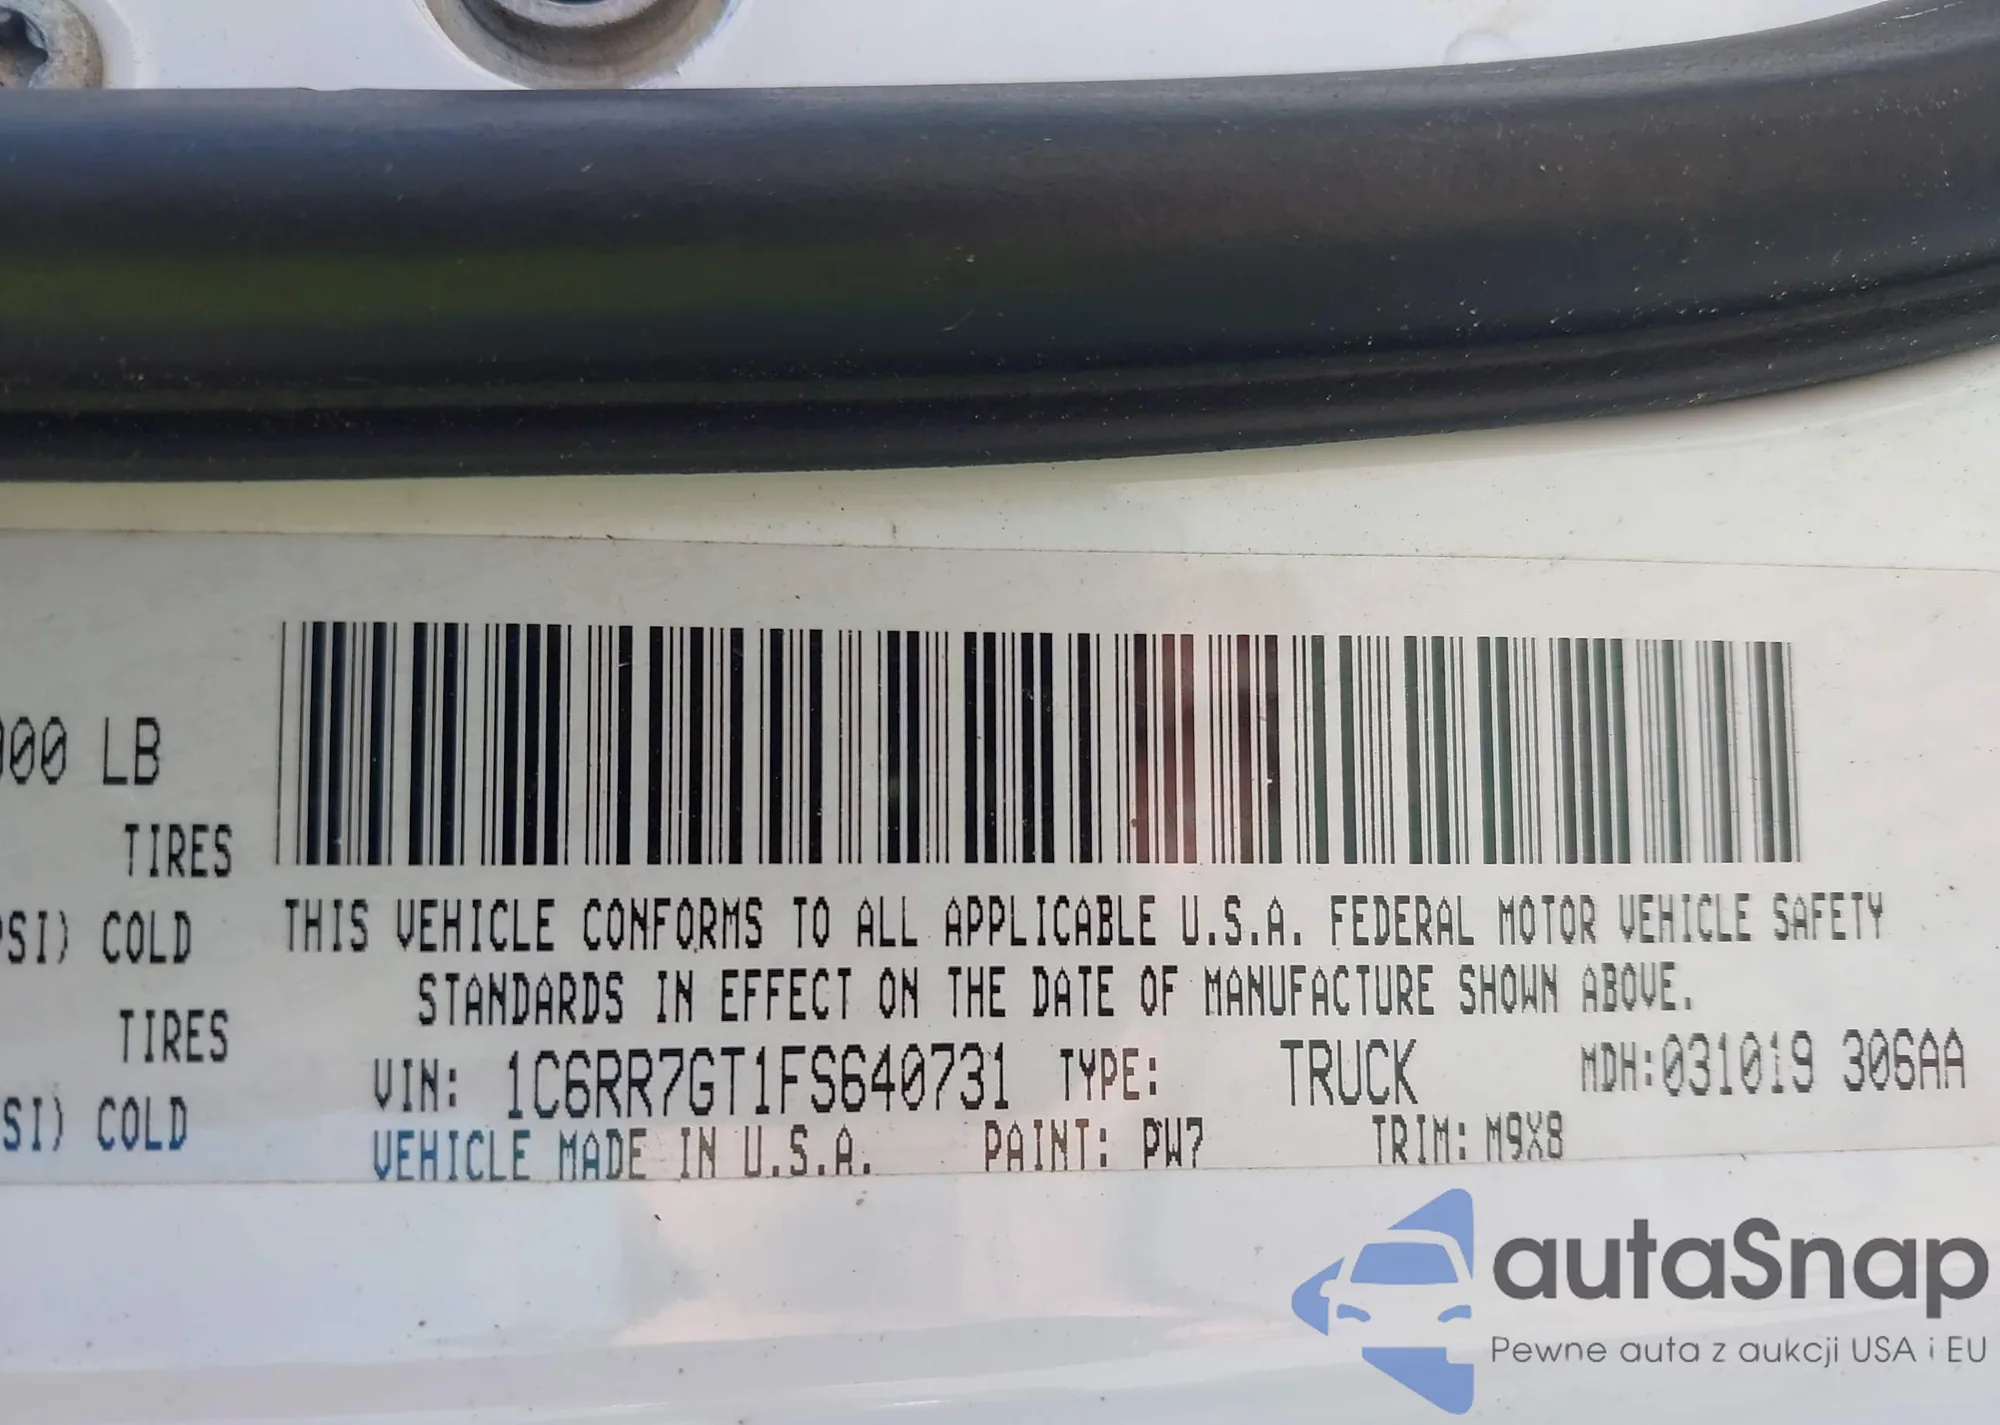 000 LB
TIRES
PSI) COLD
TIRES
SI) COLD
THIS VEHICLE CONFORMS TO ALL APPLICABLE U.S.A. FEDERAL MOTOR VEHICLE SAFETY
STANDARDS IN EFFECT ON THE DATE OF MANUFACTURE SHOWN ABOVE.
VIN: 1C6RR7GT1FS640731 TYPE: TRUCK MDH:031019 306AA
VEHICLE MADE IN U.S.A. PAINT: PW7 TRIM: M9X8
autaSnap
Pewne auta z aukcji USA i EU